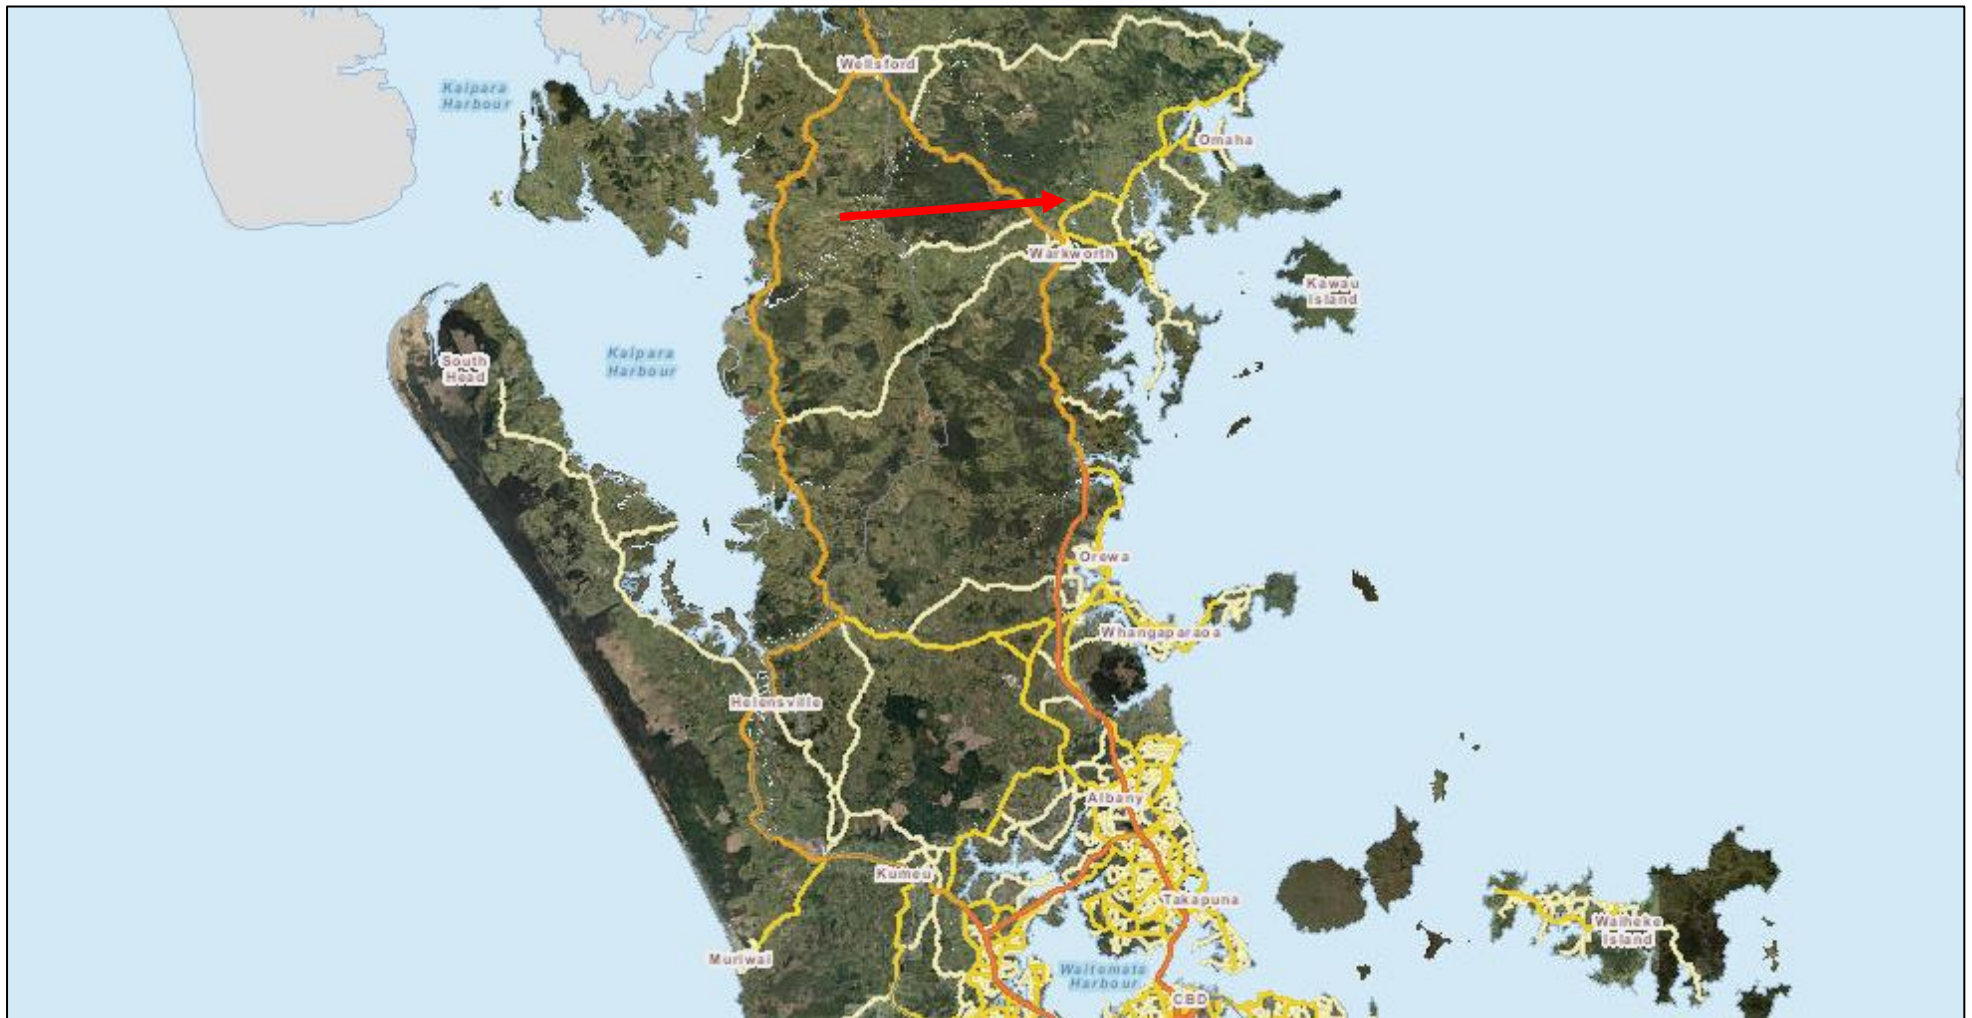 Wellsford
Kaipara
Harbour
Omaha
Warkworth
Kawau
Island
South
Head
Kaipara
Harbour
Orewa
Whangaparaoa
Helensville
Albany
Kumeu
Takapuna
Waiheke
Island
Muriwai
Waitemata
Harbour
CBD